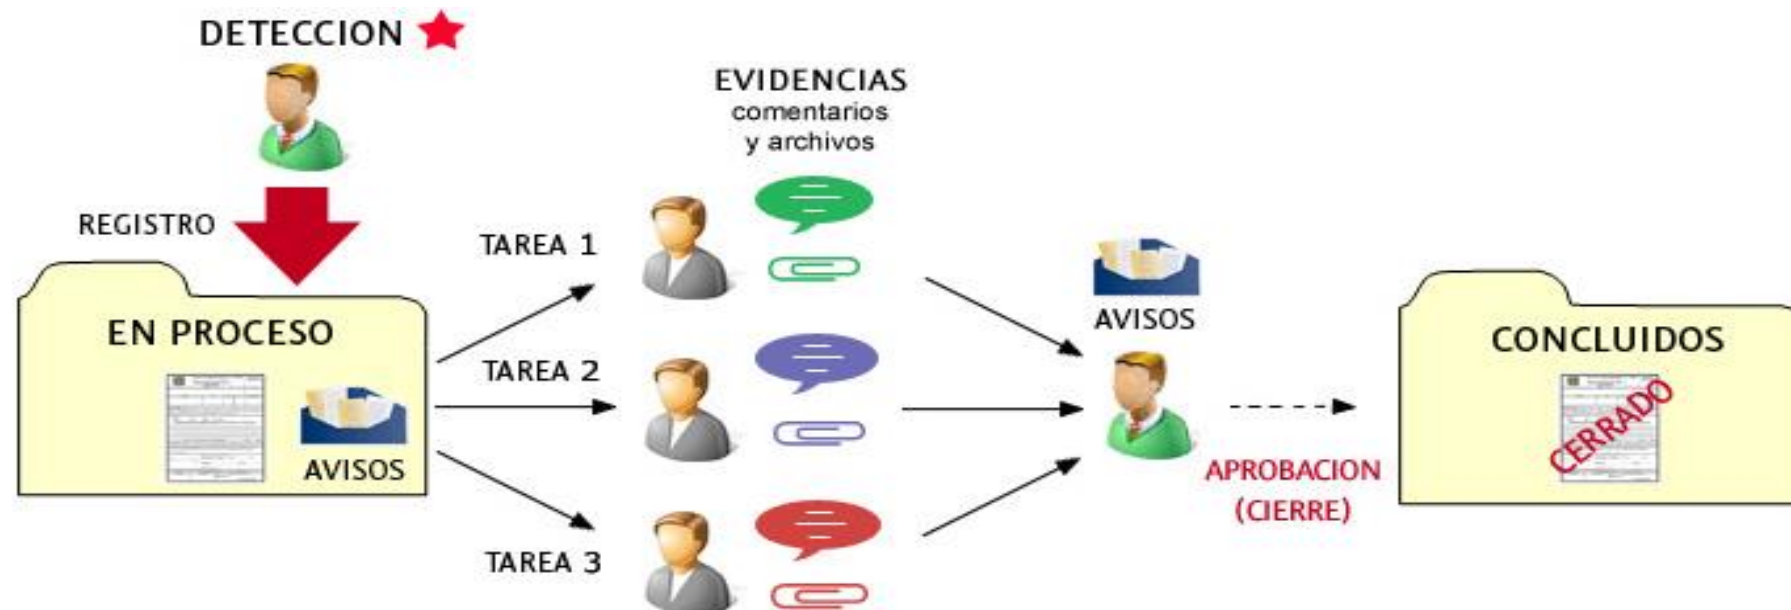 DETECCION
EVIDENCIAS
comentarios
y archivos
REGISTRO
TAREA 1
EN PROCESO
AVISOS
TAREA 2
TAREA 3
AVISOS
APROBACION
(CIERRE)
CONCLUIDOS
CERRADO